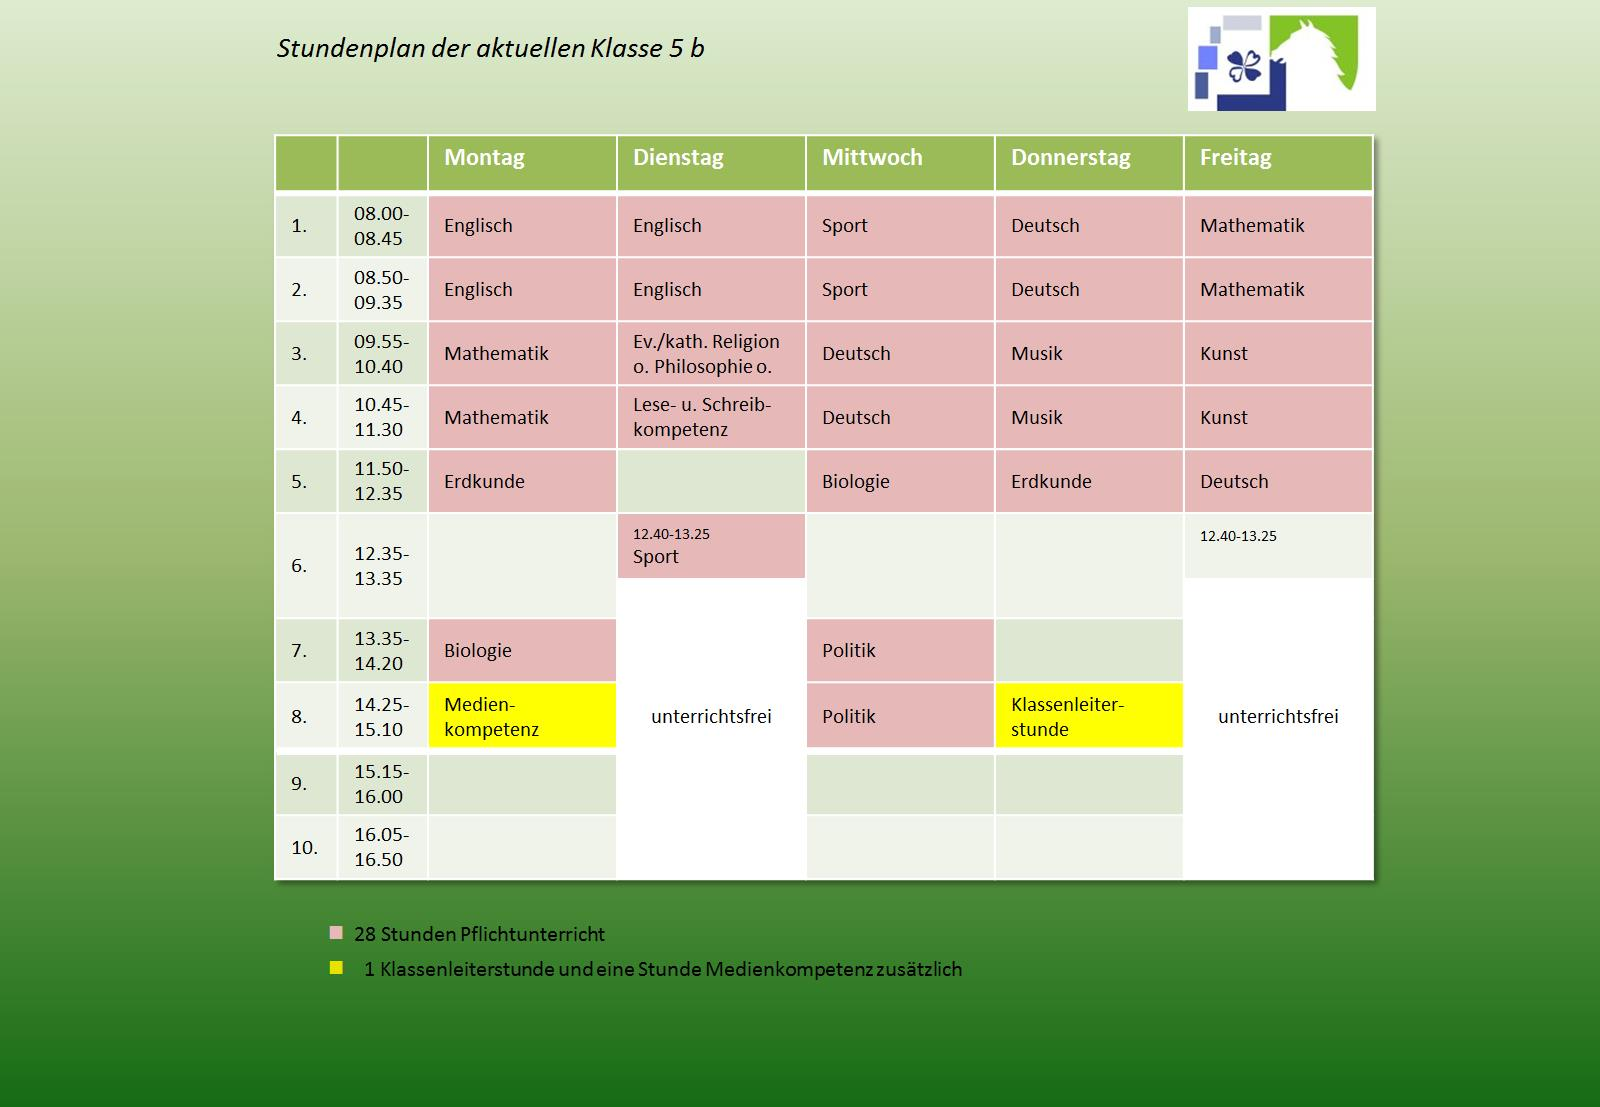 Stundenplan der aktuellen Klasse 5 b
Montag Dienstag Mittwoch Donnerstag Freitag
1. 08.00-08.45 Englisch Englisch Sport Deutsch Mathematik
2. 08.50-09.35 Englisch Englisch Sport Deutsch Mathematik
3. 09.55-10.40 Mathematik Ev./kath. Religion o. Philosophie o. Deutsch Musik Kunst
4. 10.45-11.30 Mathematik Lese- u. Schreib-kompetenz Deutsch Musik Kunst
5. 11.50-12.35 Erdkunde Biologie Erdkunde Deutsch
6. 12.35-13.35 12.40-13.25 Sport 12.40-13.25
7. 13.35-14.20 Biologie Politik
8. 14.25-15.10 Medien-kompetenz unterrichtsfrei Politik Klassenleiter-stunde unterrichtsfrei
9. 15.15-16.00
10. 16.05-16.50
28 Stunden Pflichtunterricht
1 Klassenleiterstunde und eine Stunde Medienkompetenz zusätzlich